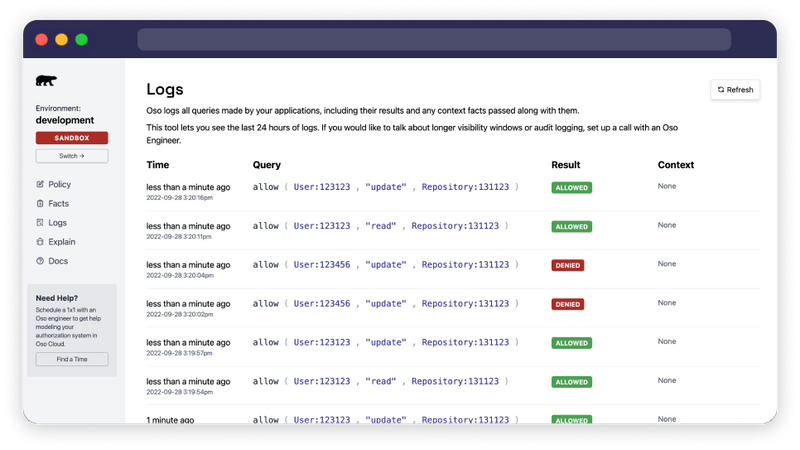 Environment:
development
SANDBOX
Switch →
Policy
Facts
Logs
Explain
Docs
Need Help?
Schedule a 1x1 with an
Oso engineer to get help
modeling your
authorization system in
Oso Cloud.
Find a Time
Logs
Refresh
Oso logs all queries made by your applications, including their results and any context facts passed along with them.
This tool lets you see the last 24 hours of logs. If you would like to talk about longer visibility windows or audit logging, set up a call with an Oso
Engineer.
Time Query Result Context
less than a minute ago allow ( User:123123 , "update" , Repository:131123 ) ALLOWED None
2022-09-28 3:20:16pm
less than a minute ago allow ( User:123123 , "read" , Repository:131123 ) ALLOWED None
2022-09-28 3:20:11pm
less than a minute ago allow ( User:123456 , "update" , Repository:131123 ) DENIED None
2022-09-28 3:20:04pm
less than a minute ago allow ( User:123456 , "update" , Repository:131123 ) DENIED None
2022-09-28 3:20:02pm
less than a minute ago allow ( User:123123 , "update" , Repository:131123 ) ALLOWED None
2022-09-28 3:19:57pm
less than a minute ago allow ( User:123123 , "read" , Repository:131123 ) ALLOWED None
2022-09-28 3:19:54pm
1 minute ago allow ( User:123123 , "update" , Repository:131123 ) ALLOWED None